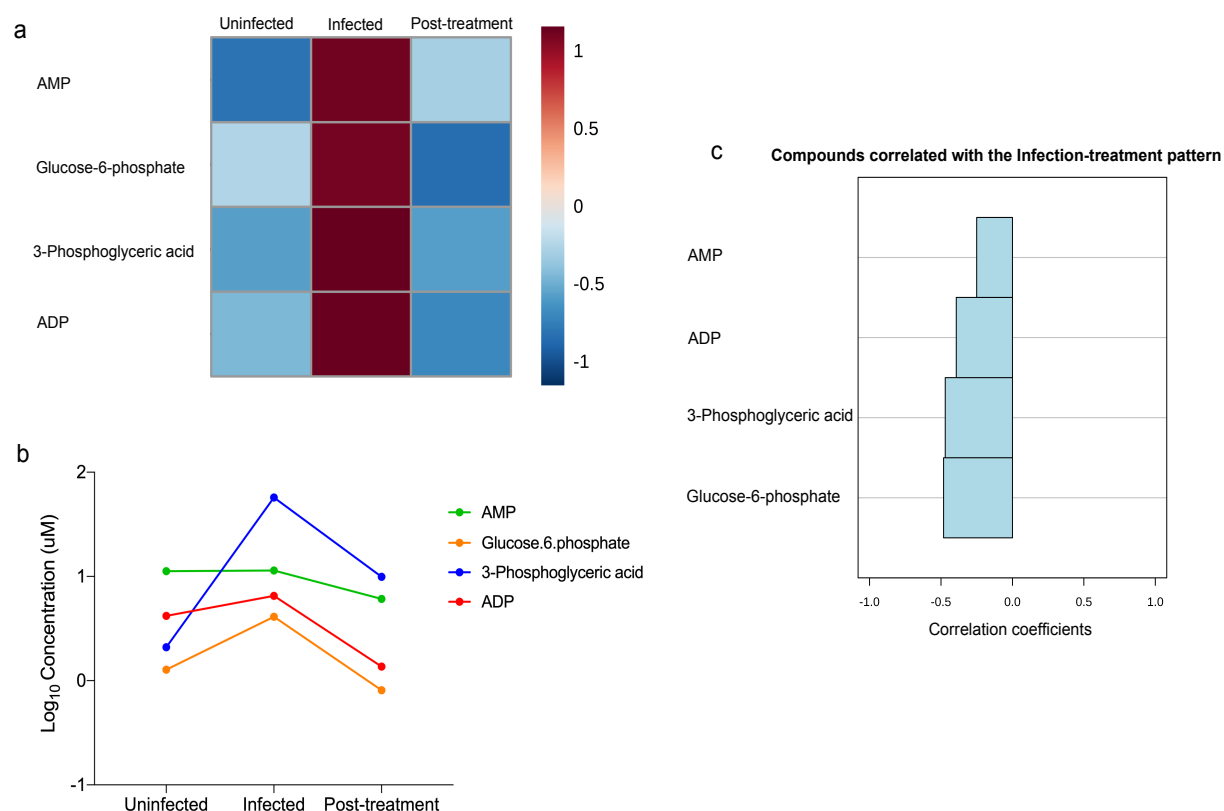 a
Uninfected Infected Post-treatment
AMP
Glucose-6-phosphate
3-Phosphoglyceric acid
ADP
1
0.5
0
-0.5
-1
b
Log10 Concentration (uM)
2
1
0
-1
Uninfected Infected Post-treatment
AMP
Glucose.6.phosphate
3-Phosphoglyceric acid
ADP
c
Compounds correlated with the Infection-treatment pattern
AMP
ADP
3-Phosphoglyceric acid
Glucose-6-phosphate
-1.0 -0.5 0.0 0.5 1.0
Correlation coefficients